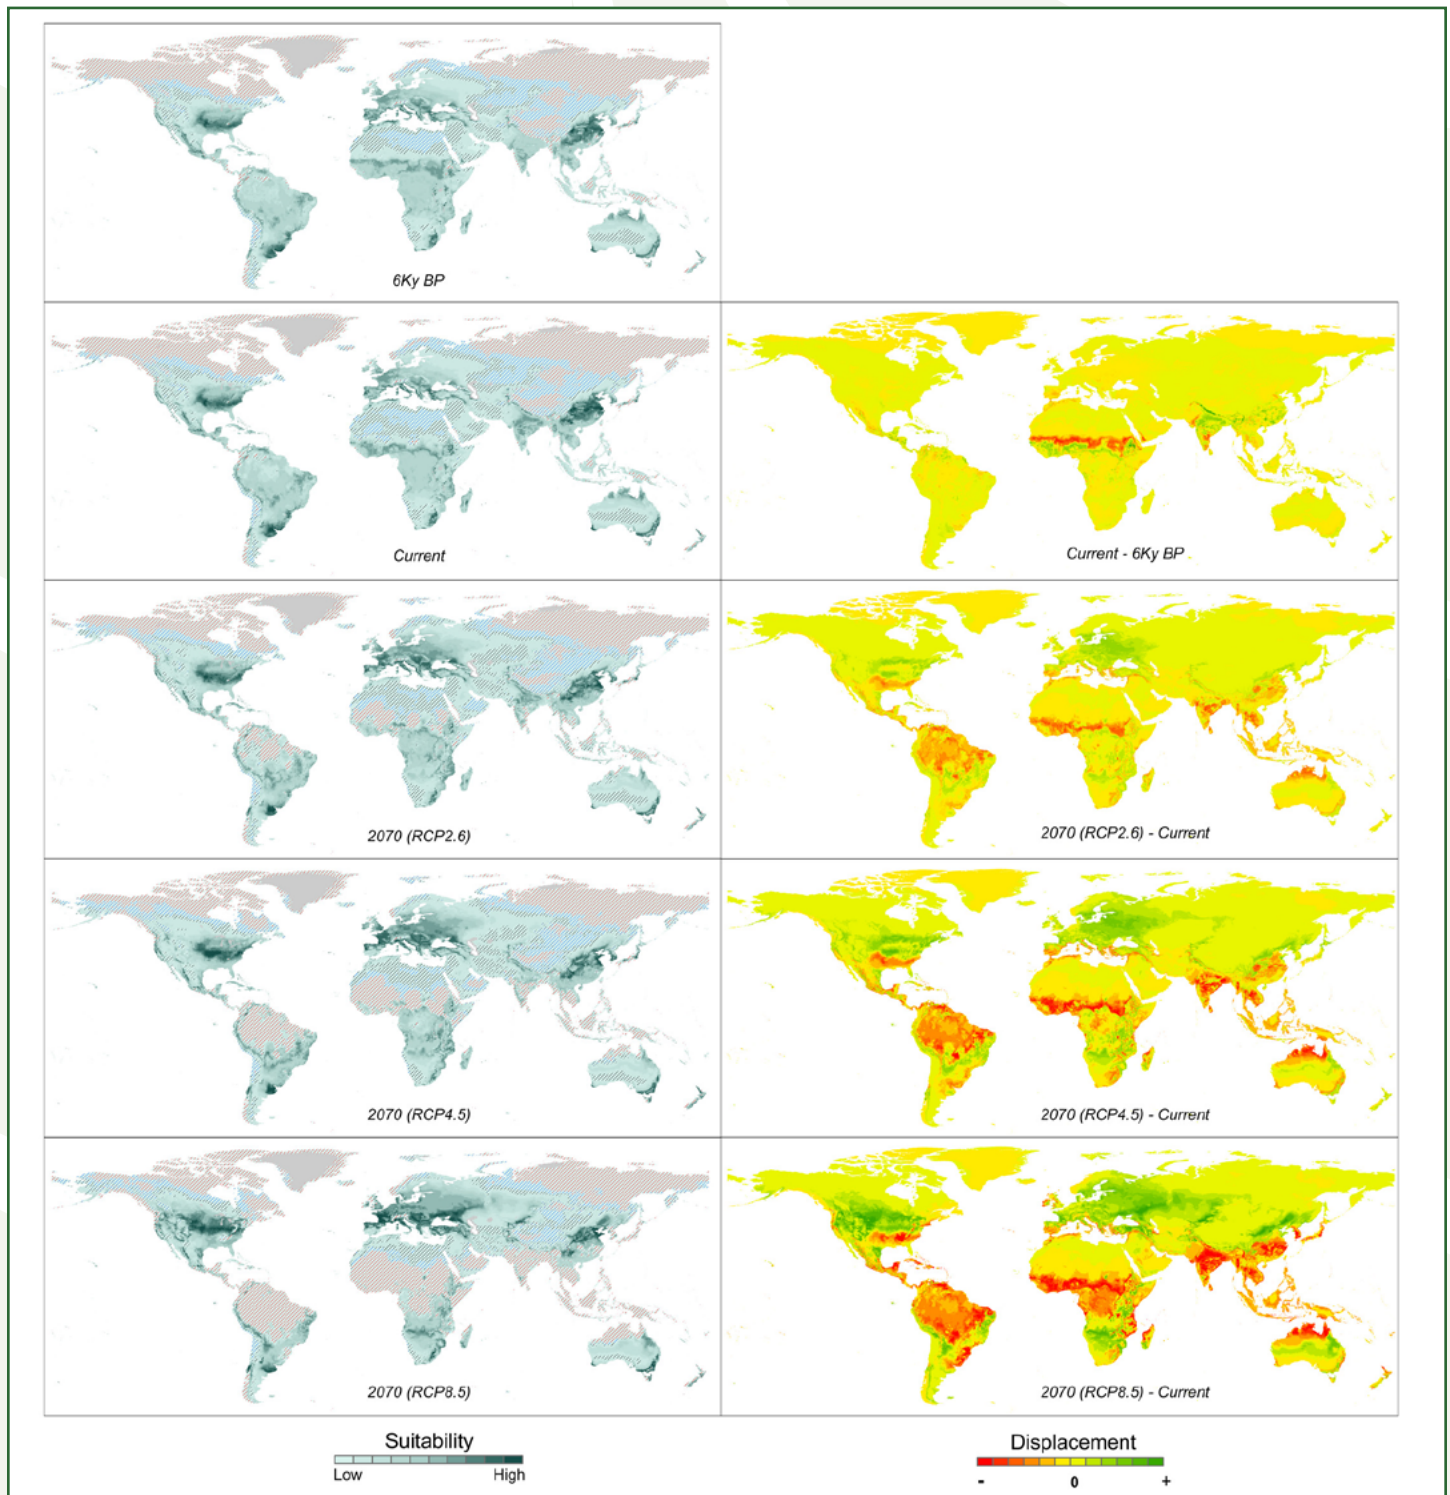 6Ky BP
Current
Current - 6Ky BP
2070 (RCP2.6)
2070 (RCP2.6) - Current
2070 (RCP4.5)
2070 (RCP4.5) - Current
2070 (RCP8.5)
2070 (RCP8.5) - Current
Suitability
Low High
Displacement
- 0 +